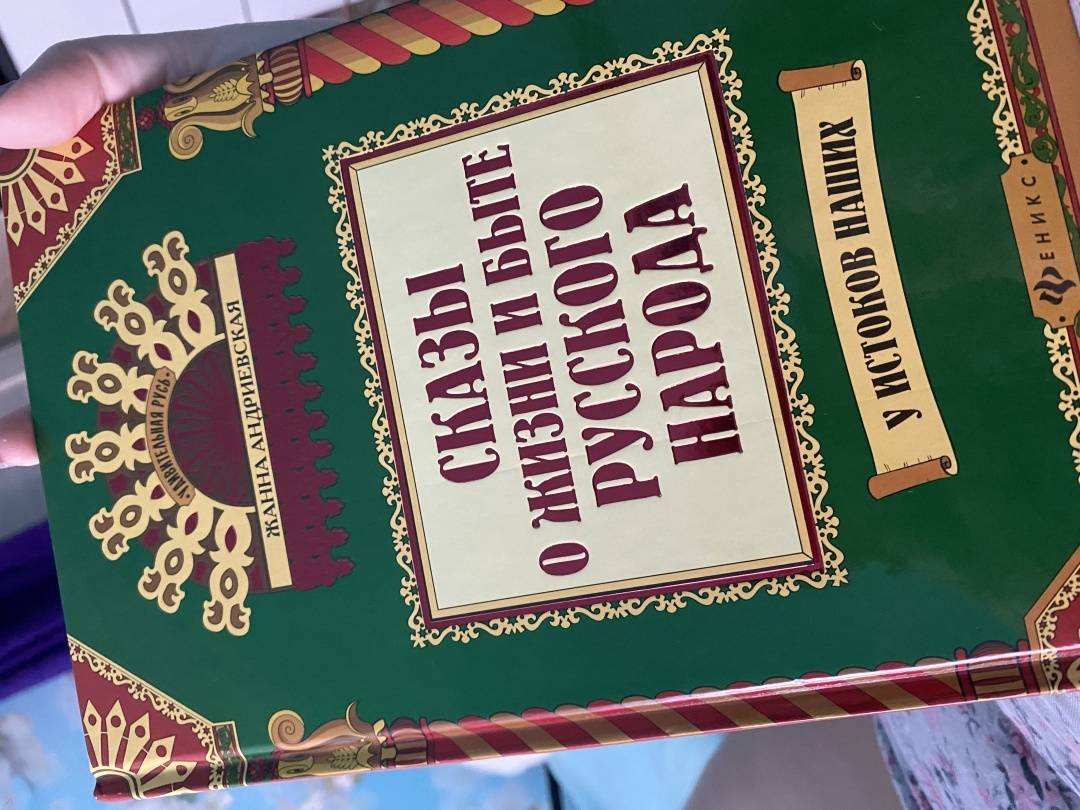 УДИВИТЕЛЬНАЯ РУСЬ
ЖАННА АНДРИЕВСКАЯ
СКАЗЫ
О ЖИЗНИ И БЫТЕ
РУССКОГО
НАРОДА
У ИСТОКОВ НАШИХ
ФЕНИКС